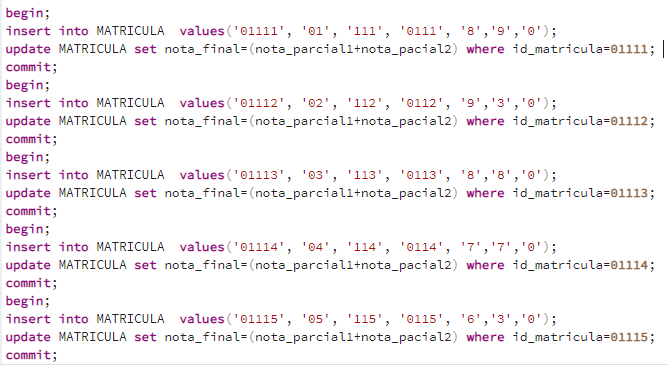 begin;
insert into MATRICULA  values('01111', '01', '111', '0111', '8','9','0');
update MATRICULA set nota_final=(nota_parcial1+nota_pacial2) where id_matricula=01111;
commit;
begin;
insert into MATRICULA  values('01112', '02', '112', '0112', '9','3','0');
update MATRICULA set nota_final=(nota_parcial1+nota_pacial2) where id_matricula=01112;
commit;
begin;
insert into MATRICULA  values('01113', '03', '113', '0113', '8','8','0');
update MATRICULA set nota_final=(nota_parcial1+nota_pacial2) where id_matricula=01113;
commit;
begin;
insert into MATRICULA  values('01114', '04', '114', '0114', '7','7','0');
update MATRICULA set nota_final=(nota_parcial1+nota_pacial2) where id_matricula=01114;
commit;
begin;
insert into MATRICULA  values('01115', '05', '115', '0115', '6','3','0');
update MATRICULA set nota_final=(nota_parcial1+nota_pacial2) where id_matricula=01115;
commit;